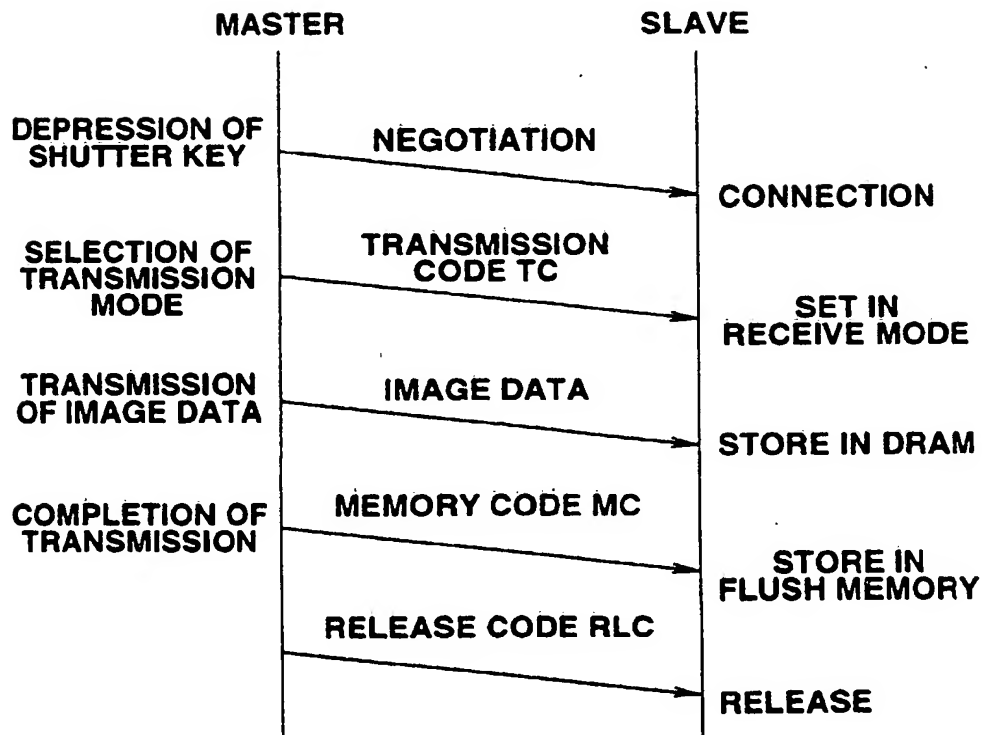 MASTER
SLAVE
DEPRESSION OF
SHUTTER KEY
NEGOTIATION
CONNECTION
SELECTION OF
TRANSMISSION
MODE
TRANSMISSION
CODE TC
SET IN
RECEIVE MODE
TRANSMISSION
OF IMAGE DATA
IMAGE DATA
STORE IN DRAM
COMPLETION OF
TRANSMISSION
MEMORY CODE MC
STORE IN
FLUSH MEMORY
RELEASE CODE RLC
RELEASE